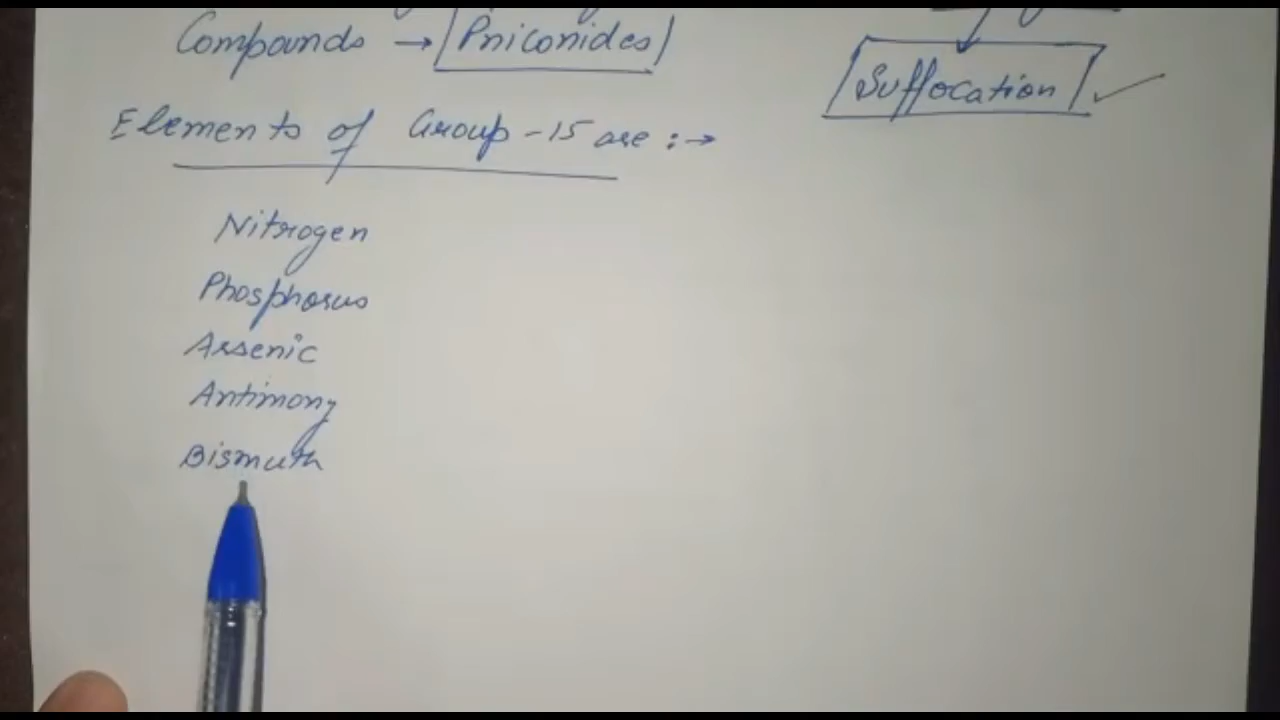 Compounds → Pniconides
Suffocation ✓
Elements of Group-15 are :→
Nitrogen
Phosphorus
Arsenic
Antimony
Bismuth